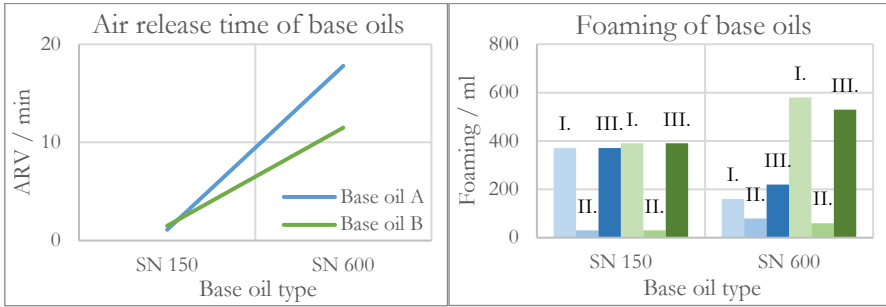 Air release time of base oils
20
10
0
ARV / min
Base oil A
Base oil B
SN 150
SN 600
Base oil type
Foaming of base oils
800
600
400
200
0
Foaming / ml
I.
II.
III.
I.
II.
III.
I.
II.
III.
I.
II.
III.
SN 150
SN 600
Base oil type